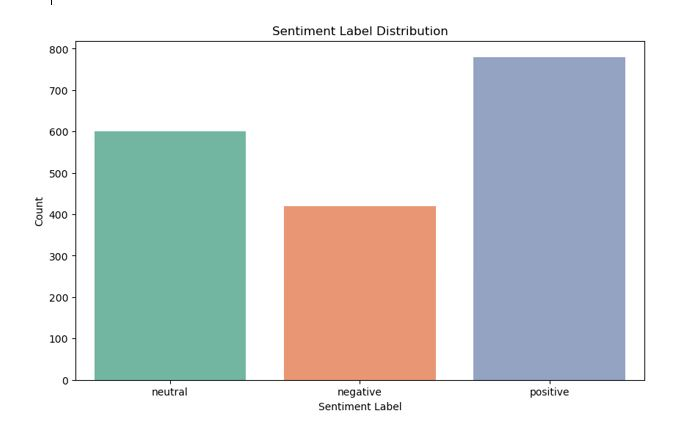 Sentiment Label Distribution
800
700
600
500
400
300
200
100
0
Count
neutral negative positive
Sentiment Label